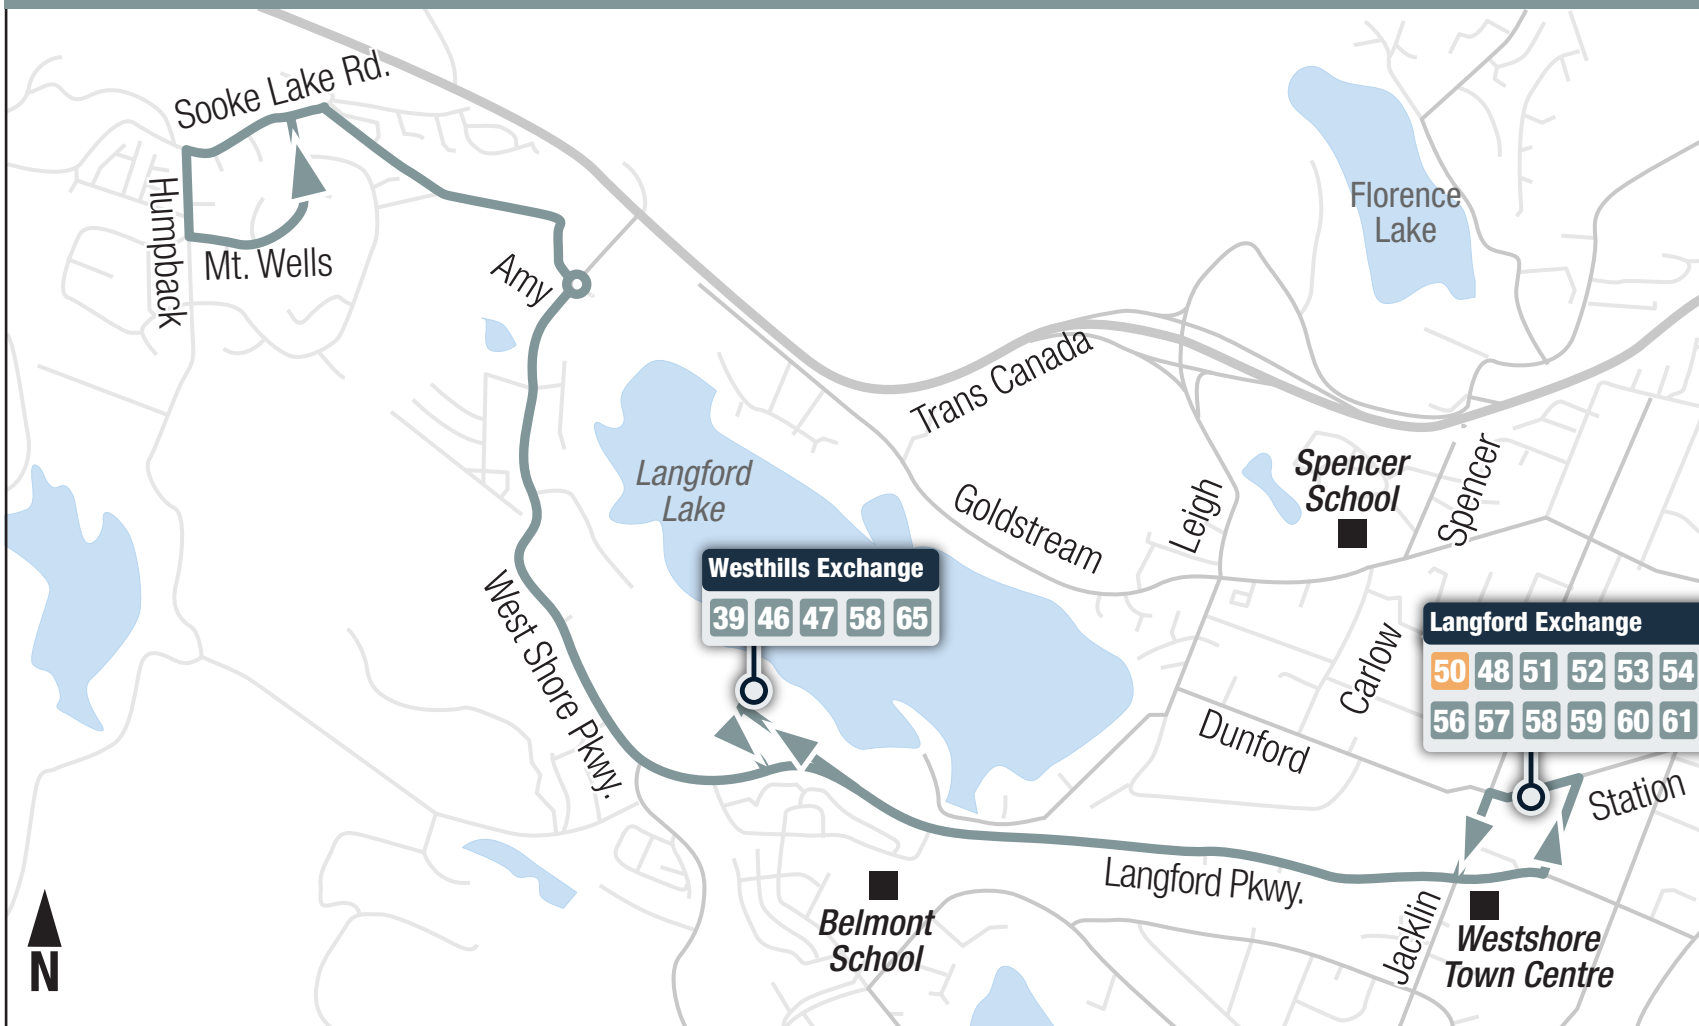 Sooke Lake Rd.
Humpback
Mt. Wells
Amy
Florence
Lake
Trans Canada
Langford
Lake
Goldstream
Leigh
Spencer
School
Spencer
Westhills Exchange
39 46 47 58 65
West Shore Pkwy.
Carlow
Langford Exchange
50 48 51 52 53 54
56 57 58 59 60 61
Dunford
Station
Langford Pkwy.
Jacklin
Belmont
School
Westshore
Town Centre
N